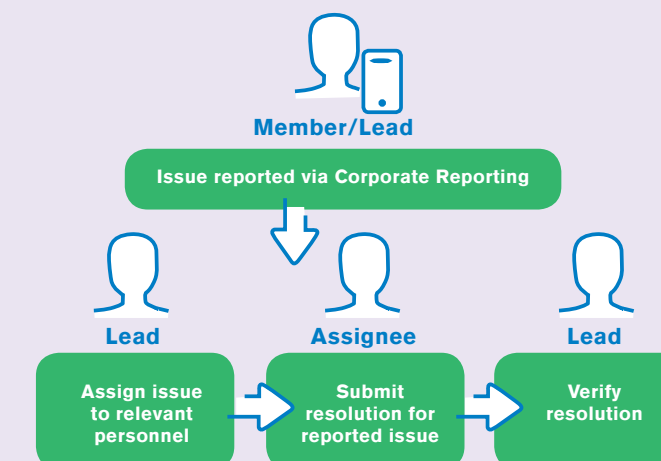 Member/Lead
Issue reported via Corporate Reporting
Lead
Assign issue
to relevant
personnel
Assignee
Submit
resolution for
reported issue
Lead
Verify
resolution